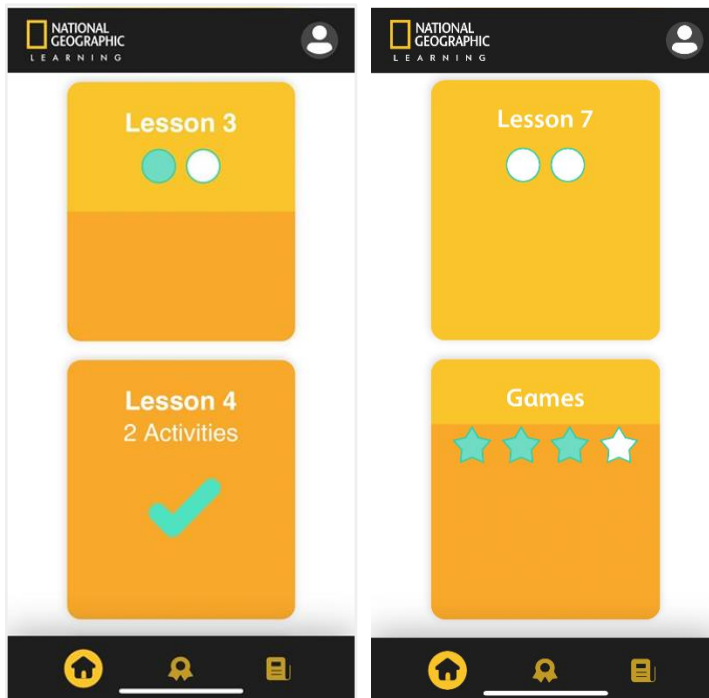 NATIONAL
GEOGRAPHIC
LEARNING
Lesson 3
Lesson 4
2 Activities
NATIONAL
GEOGRAPHIC
LEARNING
Lesson 7
Games